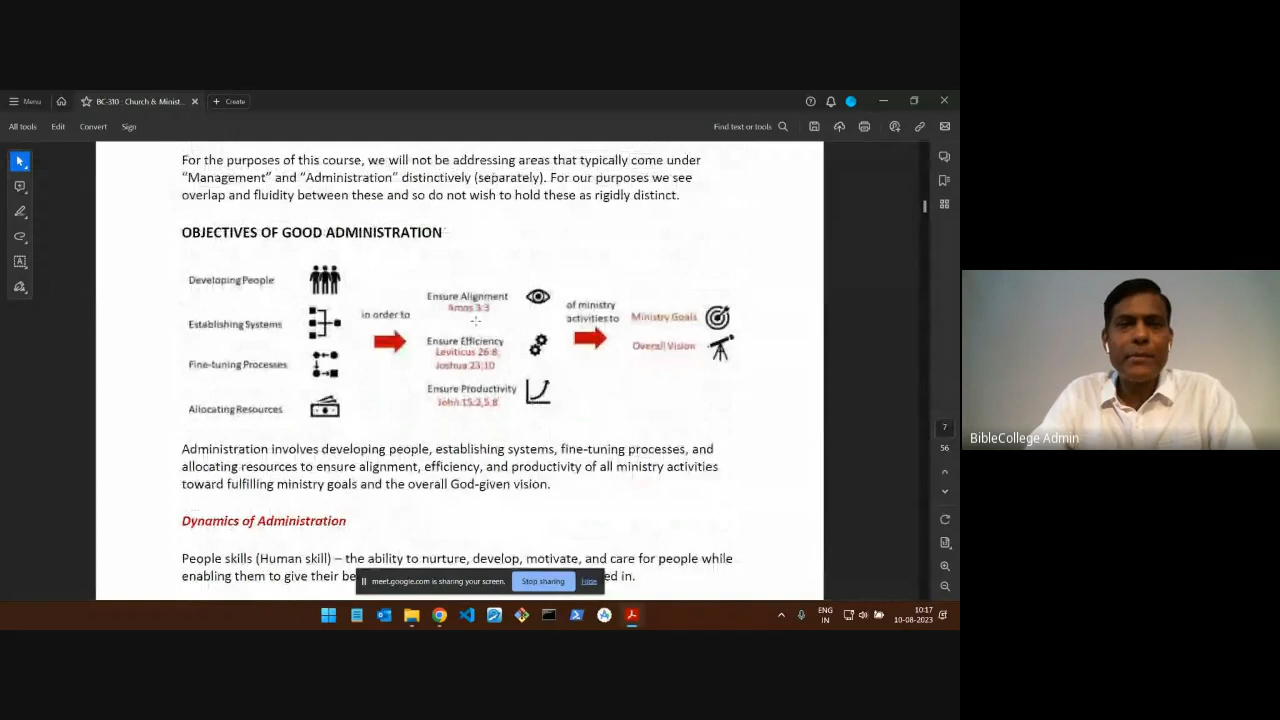 Menu
BC-310 : Church & Minist...
Create
All tools
Edit
Convert
Sign
Find text or tools
For the purposes of this course, we will not be addressing areas that typically come under
“Management” and “Administration” distinctively (separately). For our purposes we see
overlap and fluidity between these and so do not wish to hold these as rigidly distinct.
OBJECTIVES OF GOOD ADMINISTRATION
Developing People
Establishing Systems
Fine-tuning Processes
Allocating Resources
in order to
Ensure Alignment
Amos 3:3
Ensure Efficiency
Leviticus 26:8;
Joshua 23:10
Ensure Productivity
John 15:2,5,8
of ministry
activities to
Ministry Goals
Overall Vision
Administration involves developing people, establishing systems, fine-tuning processes, and
allocating resources to ensure alignment, efficiency, and productivity of all ministry activities
toward fulfilling ministry goals and the overall God-given vision.
Dynamics of Administration
People skills (Human skill) – the ability to nurture, develop, motivate, and care for people while
enabling them to give their be
ed in.
meet.google.com is sharing your screen.
Stop sharing
Hide
7
56
ENG
IN
10:17
10-08-2023
BibleCollege Admin